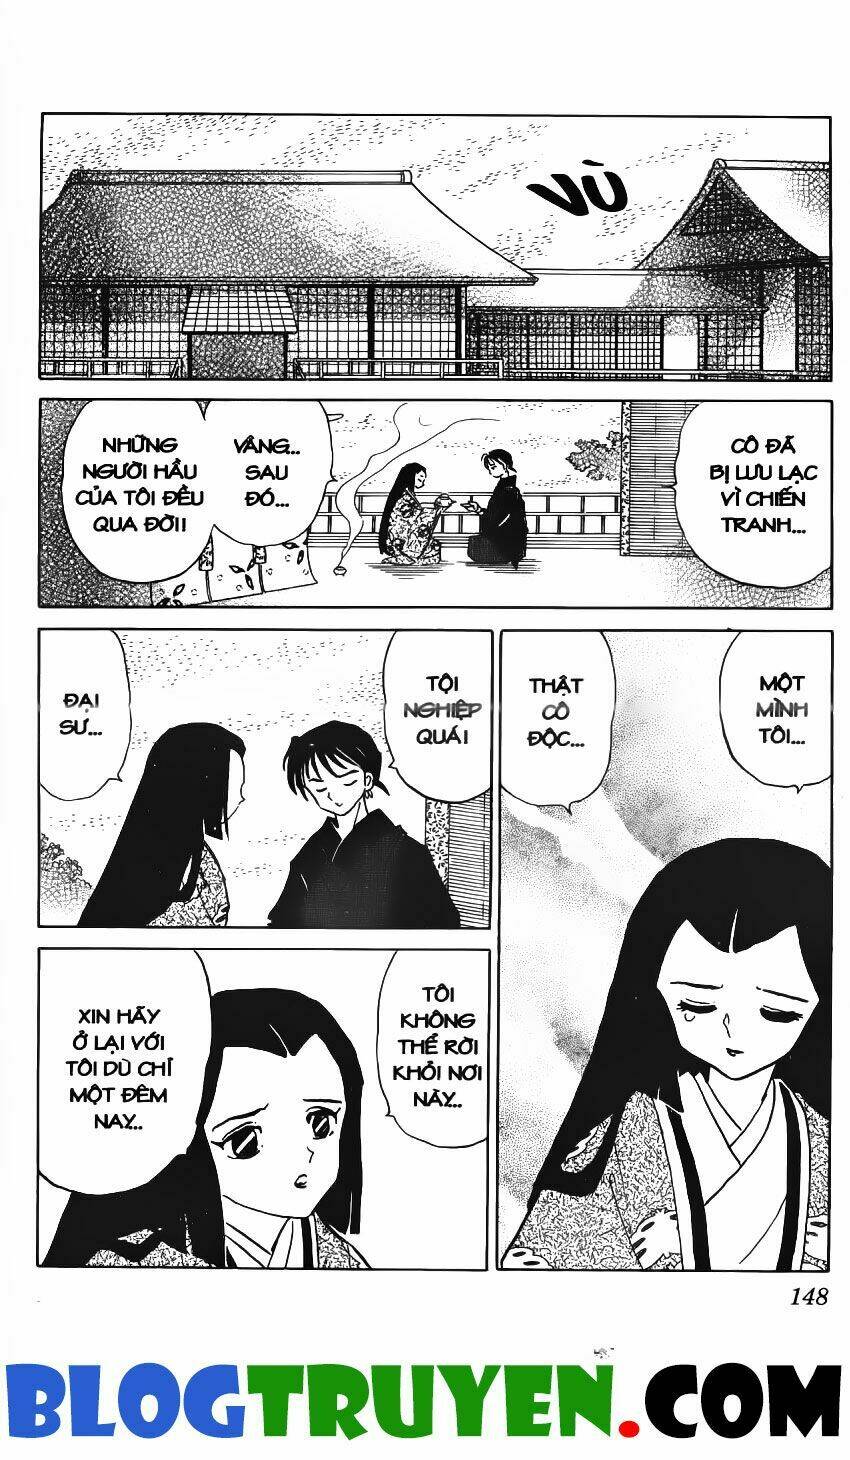 VÙ
CÔ ĐÃ
BỊ LƯU LẠC
VÌ CHIẾN
TRANH...
VÂNG...
SAU
ĐÓ...
NHỮNG
NGƯỜI HẦU
CỦA TÔI ĐỀU
QUA ĐỜI!
MỘT
MÌNH
TÔI...
THẬT
CÔ
ĐỘC...
TỘI
NGHIỆP
QUÁ!
ĐẠI
SƯ...
TÔI
KHÔNG
THỂ RỜI
KHỎI NƠI
NÀY..
XIN HÃY
Ở LẠI VỚI
TÔI DÙ CHỈ
MỘT ĐÊM
NAY..
148
BLOGTRUYEN.COM